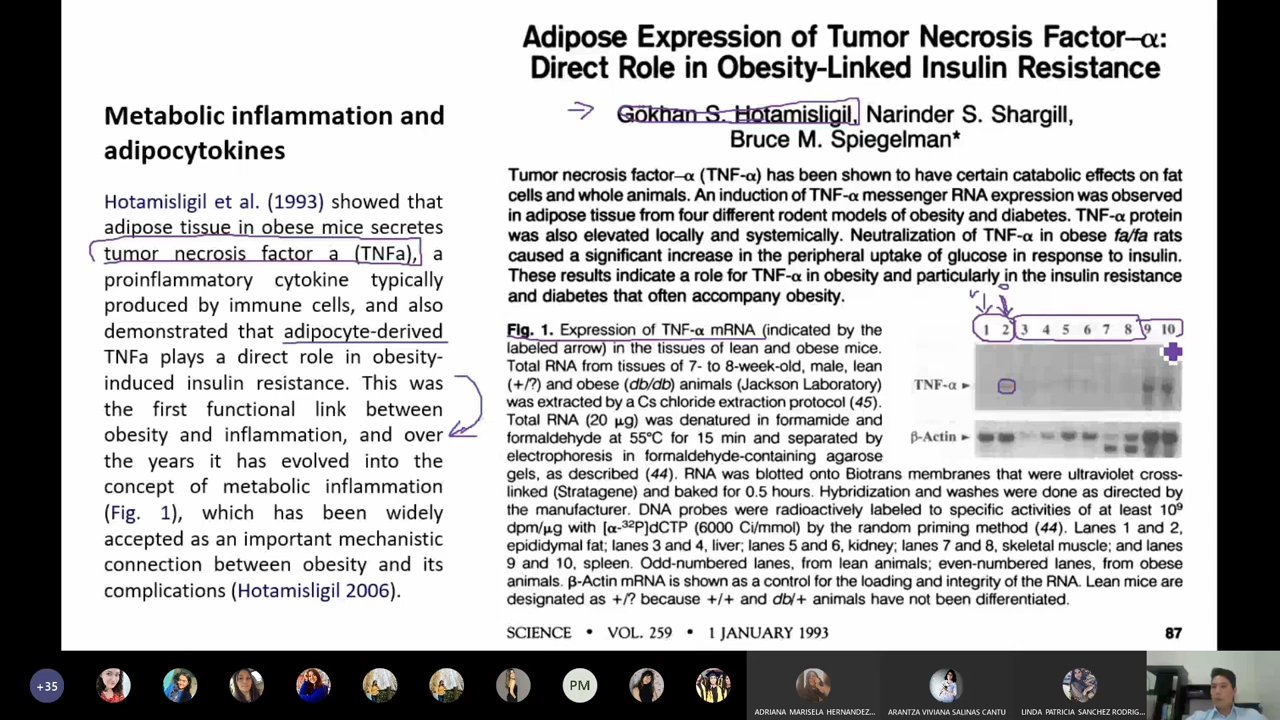 Adipose Expression of Tumor Necrosis Factor–α:
Direct Role in Obesity-Linked Insulin Resistance
Gökhan S. Hotamisligil, Narinder S. Shargill,
Bruce M. Spiegelman*
Metabolic inflammation and
adipocytokines
Hotamisligil et al. (1993) showed that
adipose tissue in obese mice secretes
tumor necrosis factor a (TNFa), a
proinflammatory cytokine typically
produced by immune cells, and also
demonstrated that adipocyte-derived
TNFa plays a direct role in obesity-
induced insulin resistance. This was
the first functional link between
obesity and inflammation, and over
the years it has evolved into the
concept of metabolic inflammation
(Fig. 1), which has been widely
accepted as an important mechanistic
connection between obesity and its
complications (Hotamisligil 2006).
Tumor necrosis factor–α (TNF-α) has been shown to have certain catabolic effects on fat
cells and whole animals. An induction of TNF-α messenger RNA expression was observed
in adipose tissue from four different rodent models of obesity and diabetes. TNF-α protein
was also elevated locally and systemically. Neutralization of TNF-α in obese fa/fa rats
caused a significant increase in the peripheral uptake of glucose in response to insulin.
These results indicate a role for TNF-α in obesity and particularly in the insulin resistance
and diabetes that often accompany obesity.
Fig. 1. Expression of TNF-α mRNA (indicated by the
labeled arrow) in the tissues of lean and obese mice.
Total RNA from tissues of 7- to 8-week-old, male, lean
(+/?) and obese (db/db) animals (Jackson Laboratory)
was extracted by a Cs chloride extraction protocol (45).
Total RNA (20 μg) was denatured in formamide and
formaldehyde at 55°C for 15 min and separated by
electrophoresis in formaldehyde-containing agarose
gels, as described (44). RNA was blotted onto Biotrans membranes that were ultraviolet cross-
linked (Stratagene) and baked for 0.5 hours. Hybridization and washes were done as directed by
the manufacturer. DNA probes were radioactively labeled to specific activities of at least 10⁹
dpm/μg with [α-³²P]dCTP (6000 Ci/mmol) by the random priming method (44). Lanes 1 and 2,
epididymal fat; lanes 3 and 4, liver; lanes 5 and 6, kidney; lanes 7 and 8, skeletal muscle; and lanes
9 and 10, spleen. Odd-numbered lanes, from lean animals; even-numbered lanes, from obese
animals. β-Actin mRNA is shown as a control for the loading and integrity of the RNA. Lean mice are
designated as +/? because +/+ and db/+ animals have not been differentiated.
1 2 3 4 5 6 7 8 9 10
TNF-α
β-Actin
SCIENCE • VOL. 259 • 1 JANUARY 1993 87
+35
PM
ADRIANA MARISELA HERNANDEZ...
ARANTZA VIVIANA SALINAS CANTU
LINDA PATRICIA SANCHEZ RODRIG...